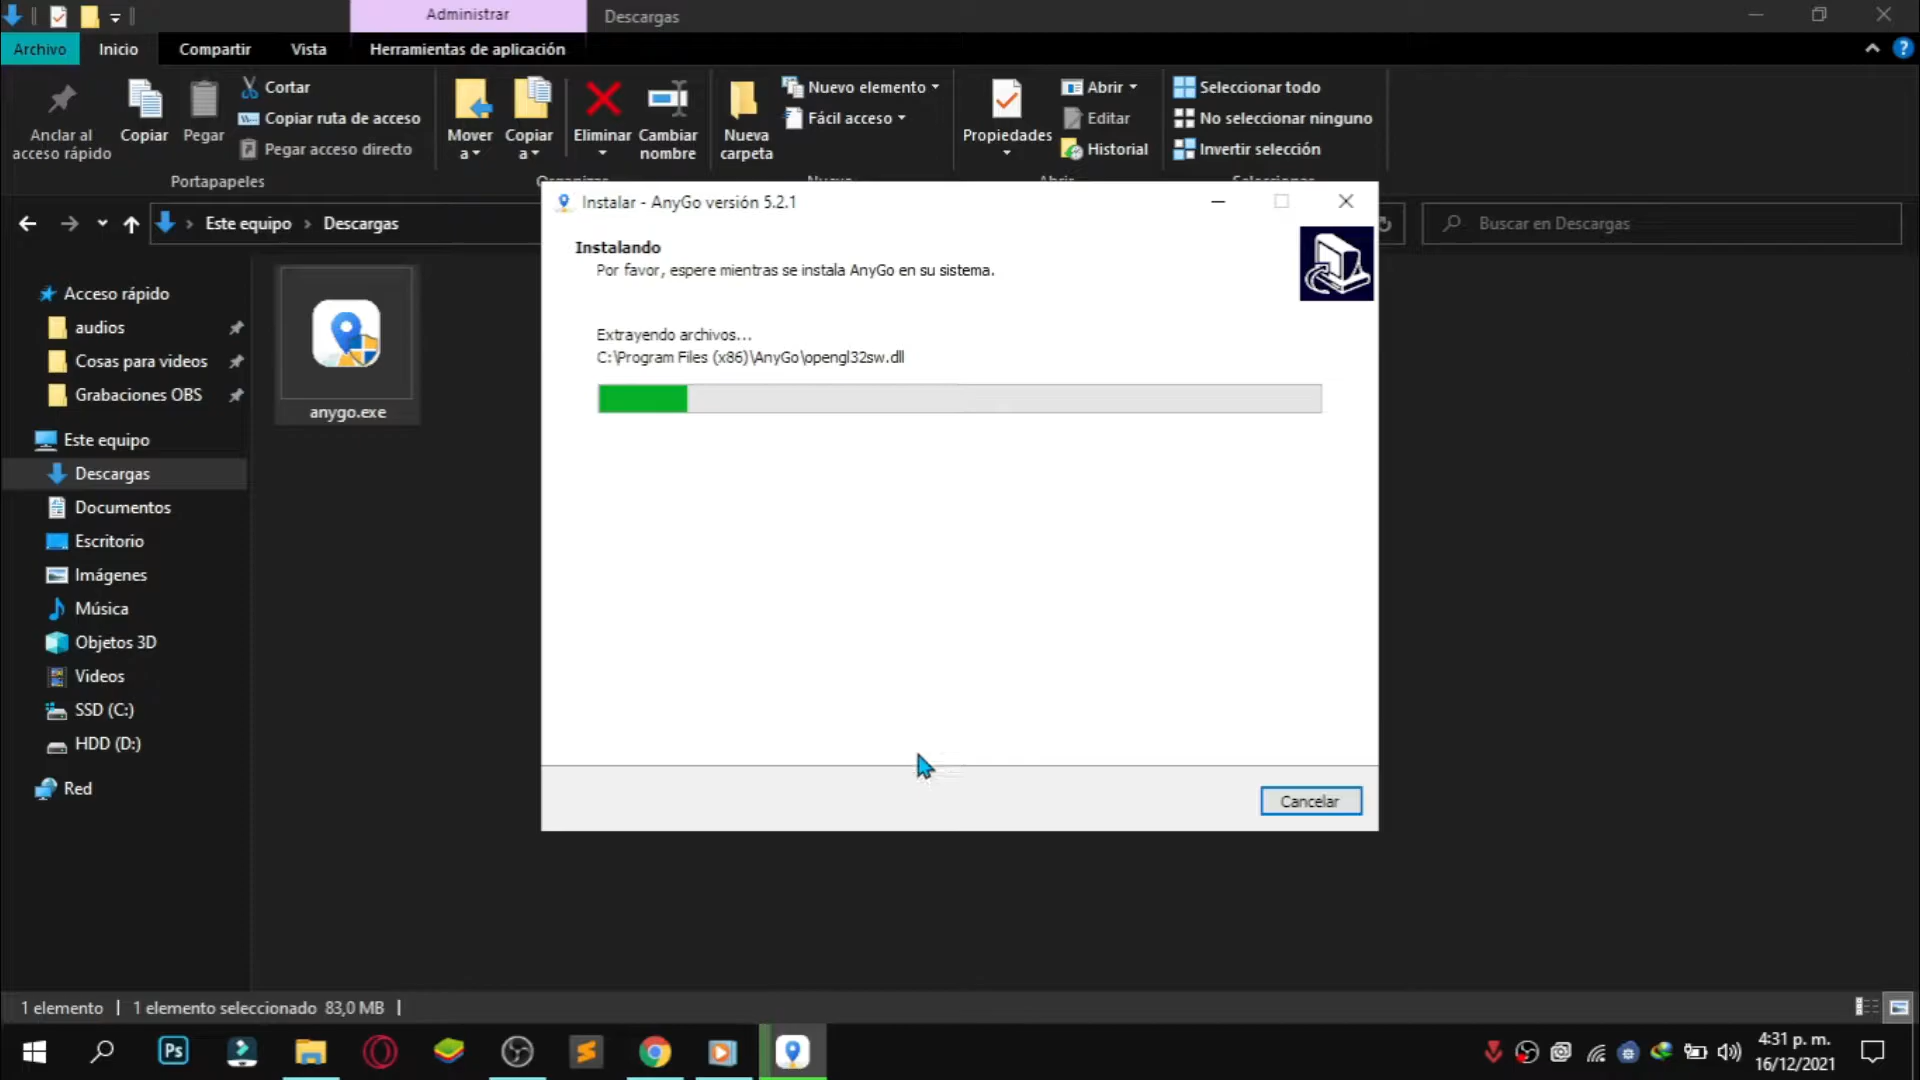 Administrar
Descargas
Archivo
Inicio
Compartir
Vista
Herramientas de aplicación
Anclar al
acceso rápido
Copiar
Pegar
Cortar
Copiar ruta de acceso
Pegar acceso directo
Portapapeles
Mover
a
Copiar
a
Eliminar
Cambiar
nombre
Organizar
Nueva
carpeta
Nuevo elemento
Fácil acceso
Nuevo
Propiedades
Abrir
Editar
Historial
Abrir
Seleccionar todo
No seleccionar ninguno
Invertir selección
Seleccionar
Este equipo
Descargas
Buscar en Descargas
Acceso rápido
audios
Cosas para videos
Grabaciones OBS
Este equipo
Descargas
Documentos
Escritorio
Imágenes
Música
Objetos 3D
Videos
SSD (C:)
HDD (D:)
Red
anygo.exe
Instalar - AnyGo versión 5.2.1
Instalando
Por favor, espere mientras se instala AnyGo en su sistema.
Extrayendo archivos...
C:\Program Files (x86)\AnyGo\opengl32sw.dll
Cancelar
1 elemento
1 elemento seleccionado 83,0 MB
Ps
4:31 p. m.
16/12/2021